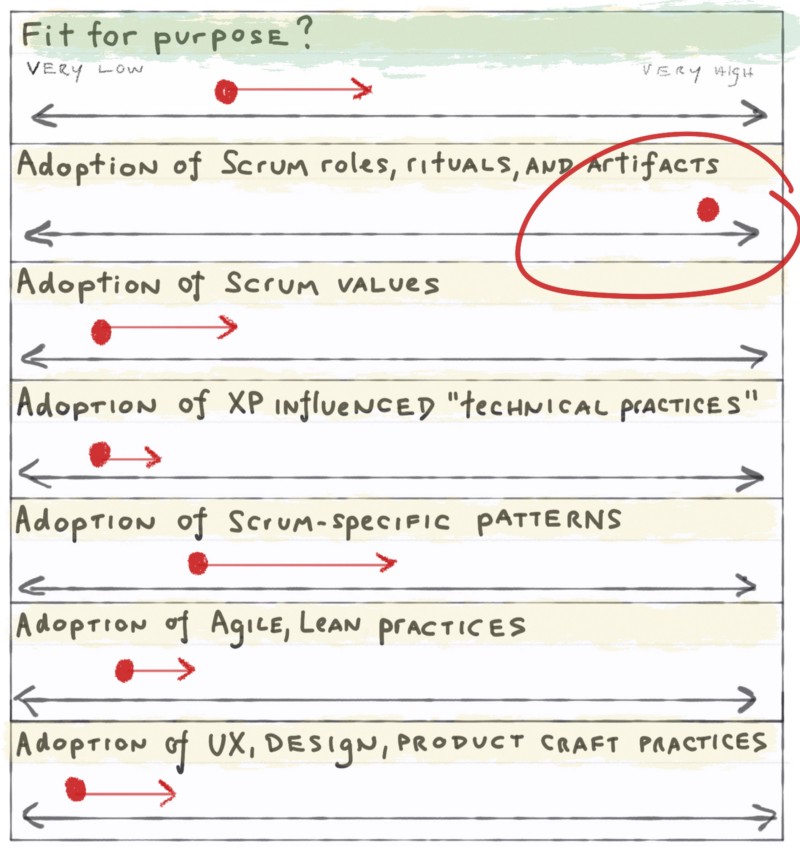 Fit for purpose?
VERY LOW VERY HIGH
Adoption of Scrum roles, rituals, and artifacts
Adoption of Scrum values
Adoption of XP influenced "technical practices"
Adoption of Scrum-specific patterns
Adoption of Agile, Lean practices
Adoption of UX, Design, Product craft practices